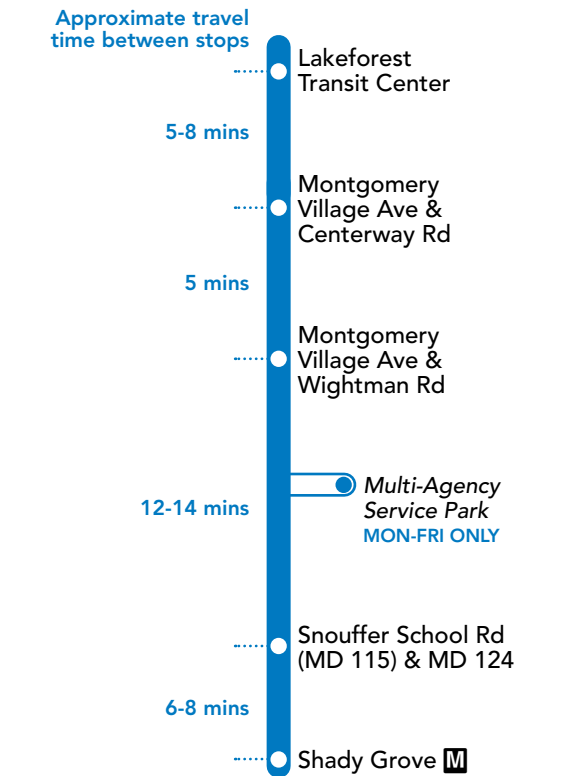 Approximate travel
time between stops
Lakeforest
Transit Center
5-8 mins
Montgomery
Village Ave &
Centerway Rd
5 mins
Montgomery
Village Ave &
Wightman Rd
Multi-Agency
Service Park
MON-FRI ONLY
12-14 mins
Snouffer School Rd
(MD 115) & MD 124
6-8 mins
Shady Grove M